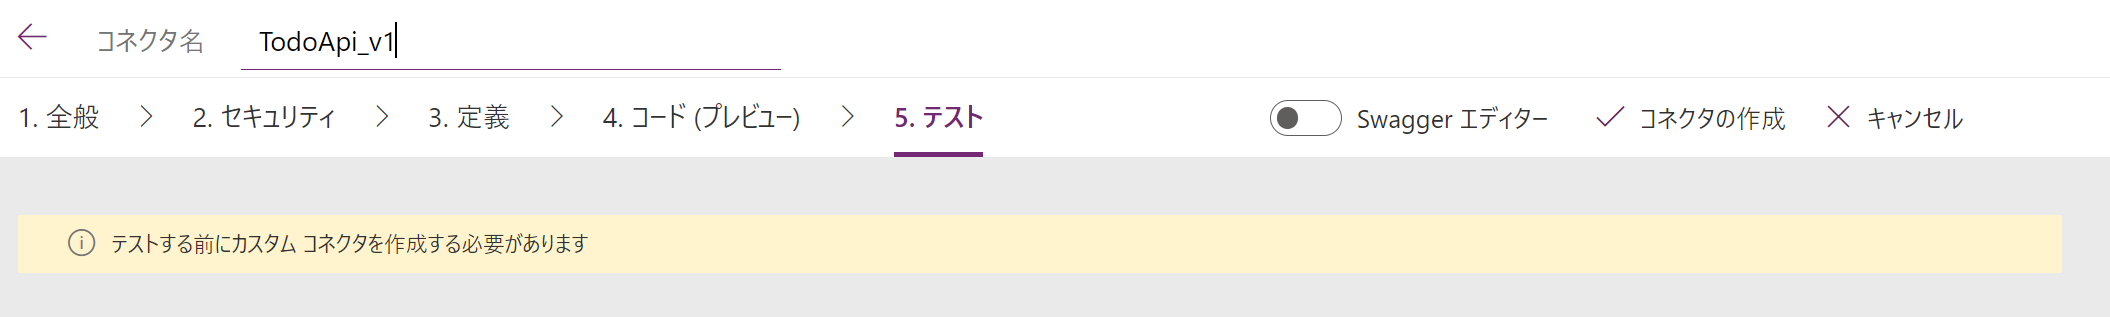 コネクタ名 TodoApi_v1
1. 全般 2. セキュリティ 3. 定義 4. コード (プレビュー) 5. テスト Swagger エディター コネクタの作成 キャンセル
テストする前にカスタム コネクタを作成する必要があります